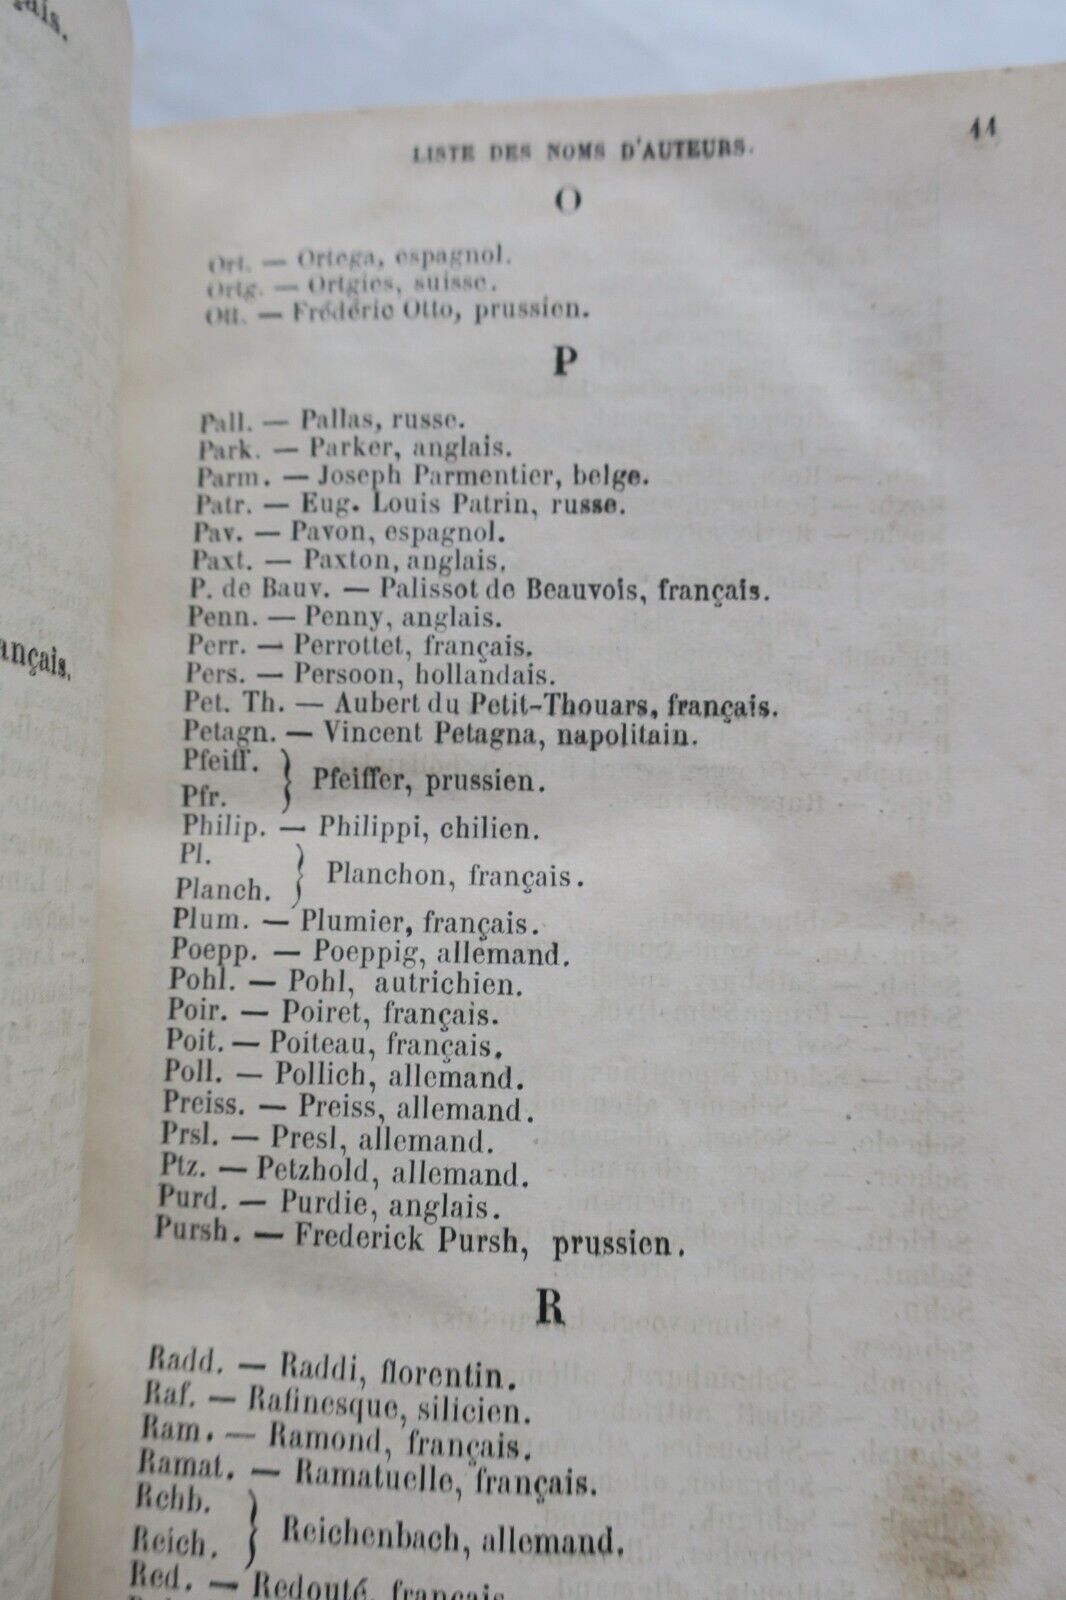 çais.
11
LISTE DES NOMS D'AUTEURS.
O
Ort. — Ortega, espagnol.
Ortg. — Ortgies, suisse.
Ott. — Frédéric Otto, prussien.
P
Pall. — Pallas, russe.
Park. — Parker, anglais.
Parm. — Joseph Parmentier, belge.
Patr. — Eug. Louis Patrin, russe.
Pav. — Pavon, espagnol.
Paxt. — Paxton, anglais.
P. de Bauv. — Palissot de Beauvois, français.
Penn. — Penny, anglais.
Perr. — Perrottet, français.
Pers. — Persoon, hollandais.
Pet. Th. — Aubert du Petit-Thouars, français.
Petagn. — Vincent Petagna, napolitain.
Pfeiff.
Pfr. } Pfeiffer, prussien.
Philip. — Philippi, chilien.
Pl.
Planch. } Planchon, français.
Plum. — Plumier, français.
Poepp. — Poeppig, allemand.
Pohl. — Pohl, autrichien.
Poir. — Poiret, français.
Poit. — Poiteau, français.
Poll. — Pollich, allemand.
Preiss. — Preiss, allemand.
Prsl. — Presl, allemand.
Ptz. — Petzhold, allemand.
Purd. — Purdie, anglais.
Pursh. — Frederick Pursh, prussien.
R
Radd. — Raddi, florentin.
Raf. — Rafinesque, silicien.
Ram. — Ramond, français.
Ramat. — Ramatuelle, français.
Rchb.
Reich. } Reichenbach, allemand.
Red. — Redouté, français
ançais.